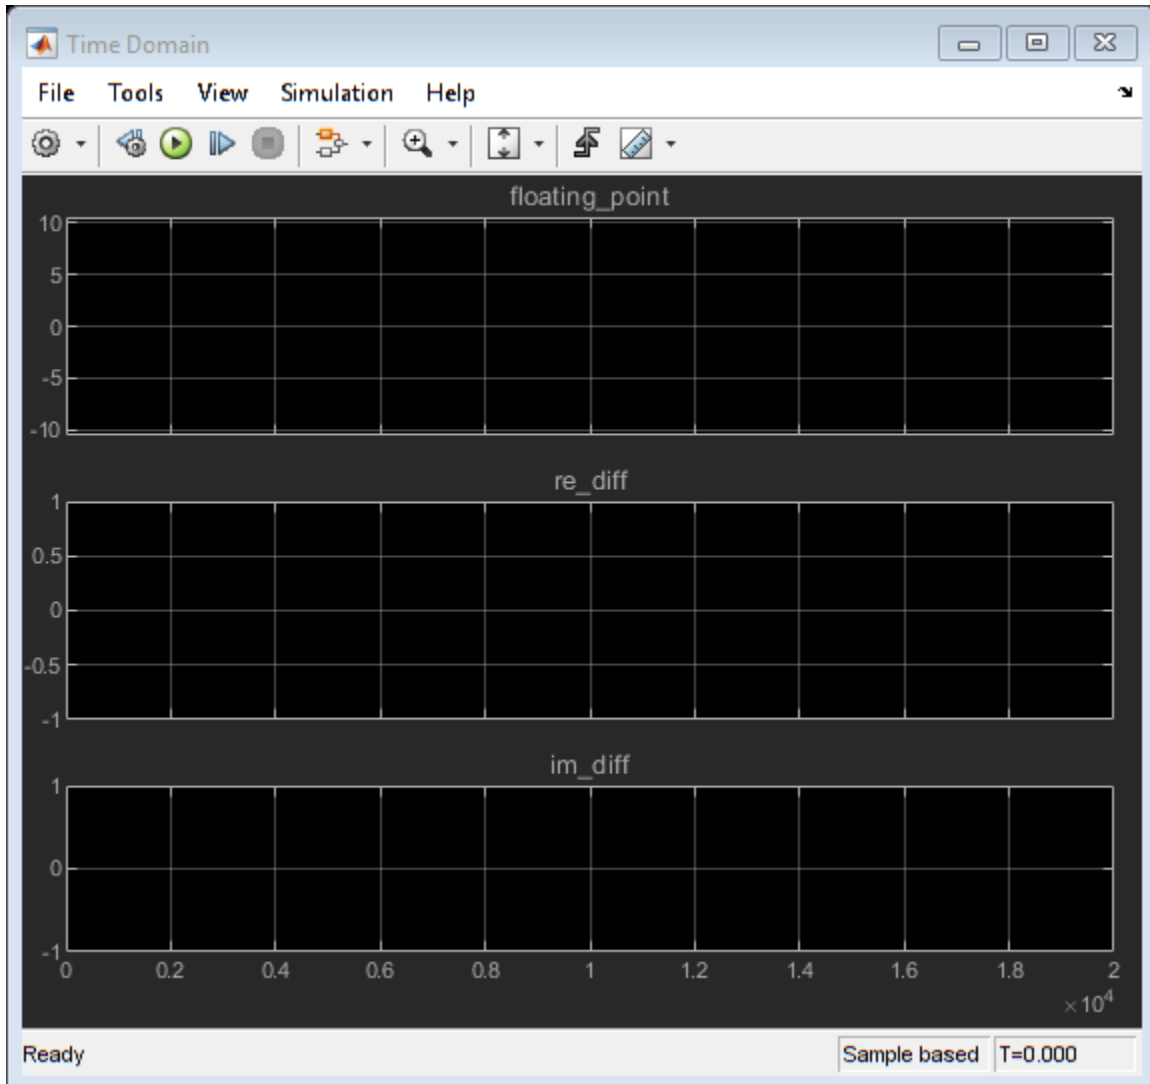 Time Domain
File Tools View Simulation Help
floating_point
10
5
0
-5
-10
re_diff
1
0.5
0
-0.5
-1
im_diff
1
0
-1
0 0.2 0.4 0.6 0.8 1 1.2 1.4 1.6 1.8 2
×10⁴
Ready Sample based T=0.000